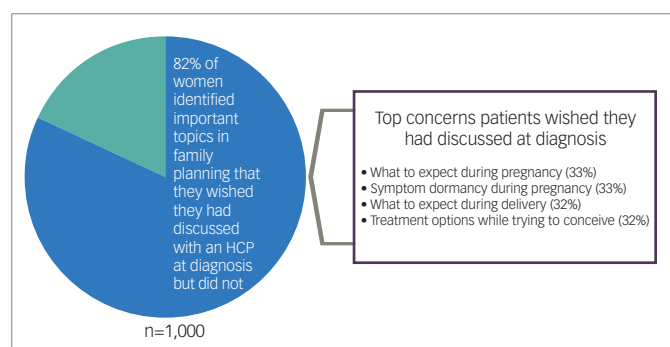 82% of
women
identified
important
topics in
family
planning that
they wished
they had
discussed
with an HCP
at diagnosis
but did not
n=1,000
Top concerns patients wished they
had discussed at diagnosis
• What to expect during pregnancy (33%)
• Symptom dormancy during pregnancy (33%)
• What to expect during delivery (32%)
• Treatment options while trying to conceive (32%)